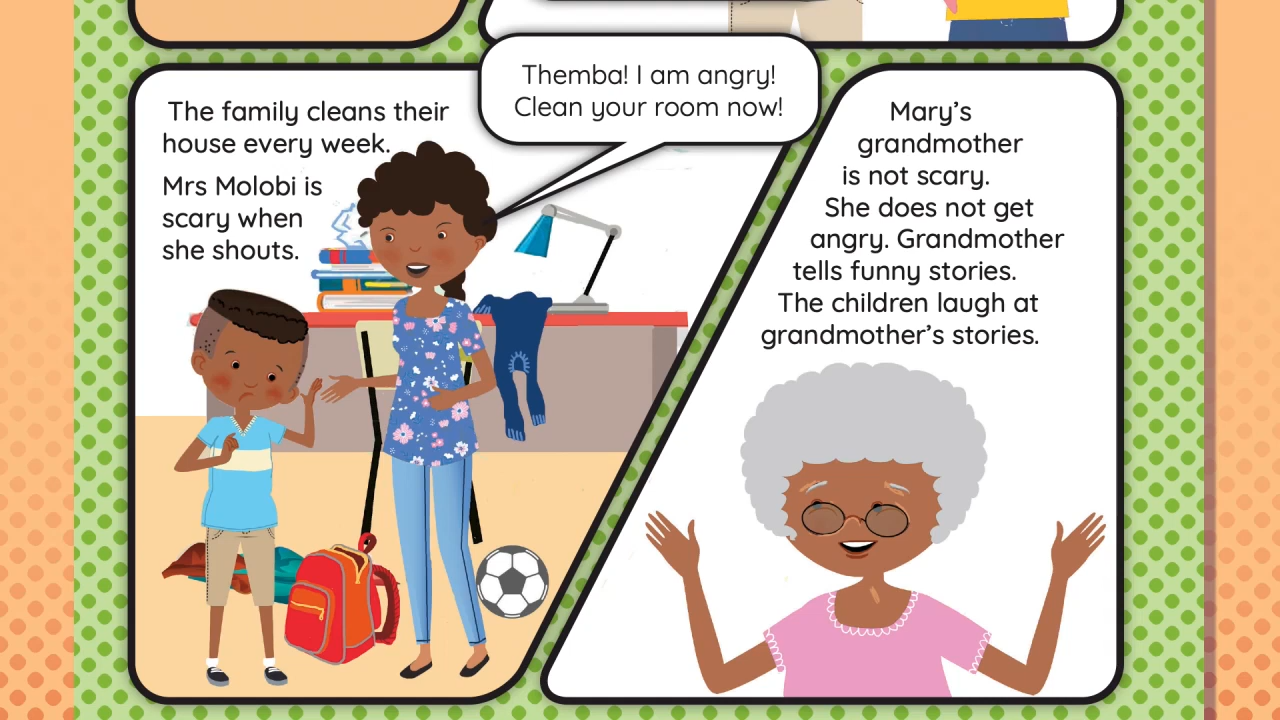 The family cleans their
house every week.
Mrs Molobi is
scary when
she shouts.
Themba! I am angry!
Clean your room now!
Mary’s
grandmother
is not scary.
She does not get
angry. Grandmother
tells funny stories.
The children laugh at
grandmother’s stories.